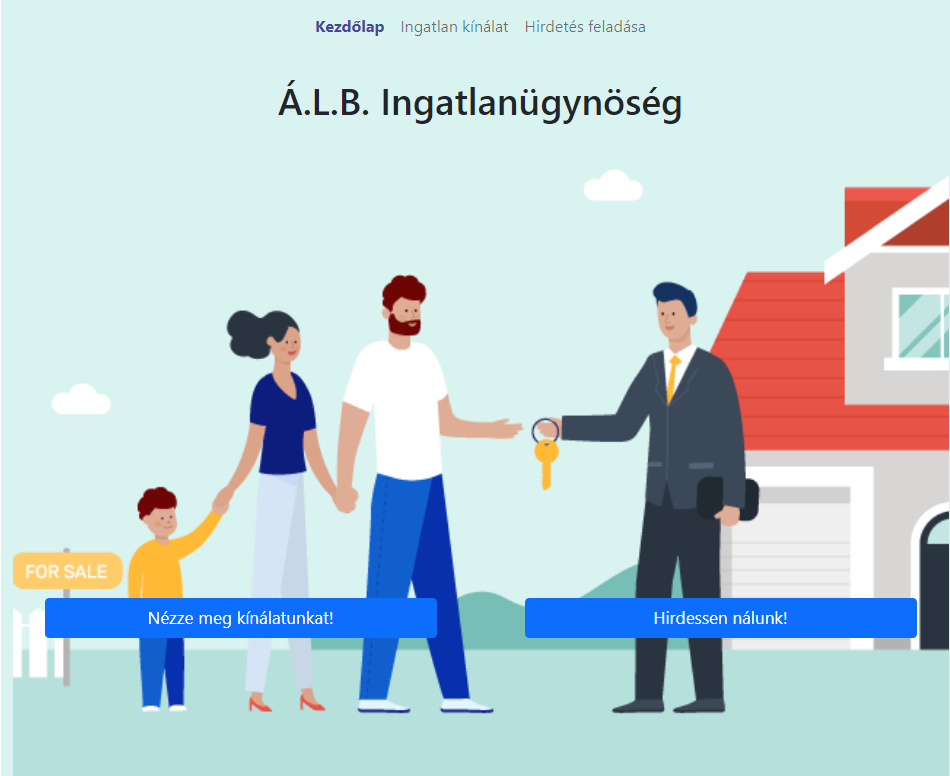 Kezdőlap Ingatlan kínálat Hirdetés feladása
Á.L.B. Ingatlanügynöség
FOR SALE
Nézze meg kínálatunkat! Hirdessen nálunk!